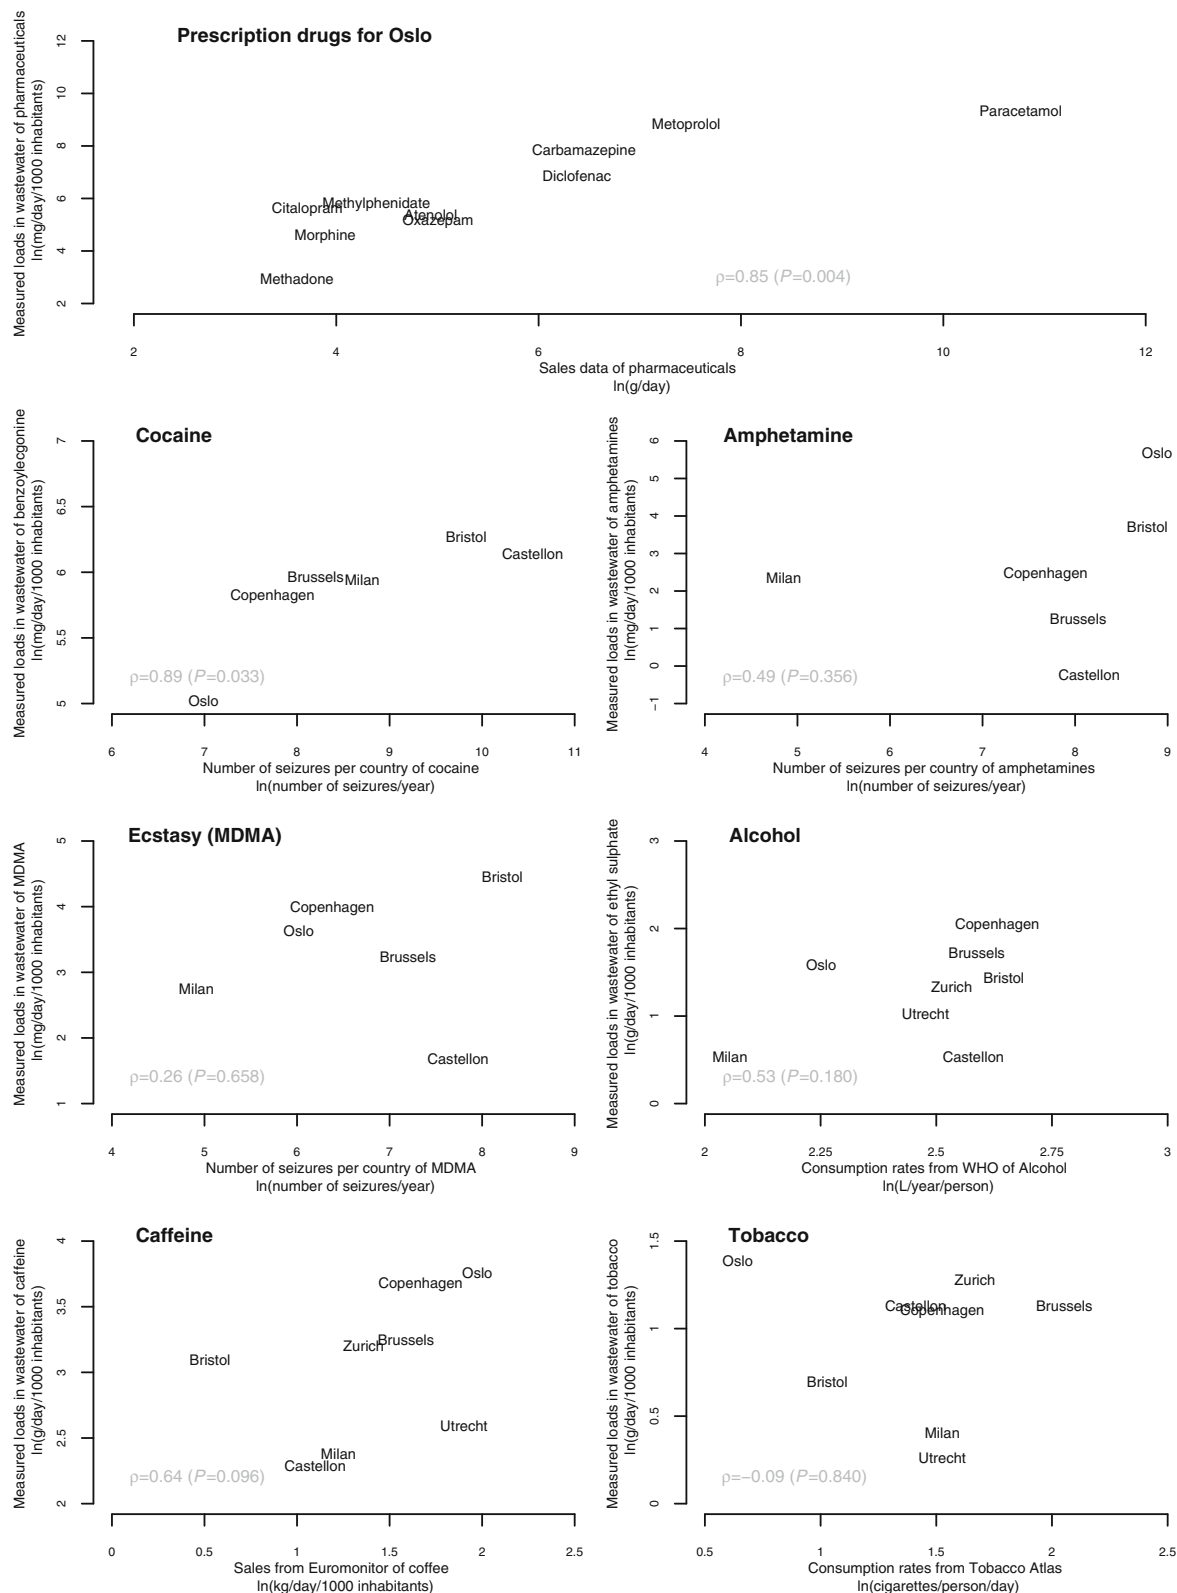 Prescription drugs for Oslo
Measured loads in wastewater of pharmaceuticals
ln(mg/day/1000 inhabitants)
12
10
8
6
4
2
Paracetamol
Metoprolol
Carbamazepine
Diclofenac
Methylphenidate
Citalopram
Atenolol
Oxazepam
Morphine
Methadone
ρ=0.85 (P=0.004)
2 4 6 8 10 12
Sales data of pharmaceuticals
ln(g/day)
Cocaine
Measured loads in wastewater of benzoylecgonine
ln(mg/day/1000 inhabitants)
7
6.5
6
5.5
5
Bristol
Castellon
Brussels
Milan
Copenhagen
ρ=0.89 (P=0.033)
Oslo
6 7 8 9 10 11
Number of seizures per country of cocaine
ln(number of seizures/year)
Amphetamine
Measured loads in wastewater of amphetamines
ln(mg/day/1000 inhabitants)
6
5
4
3
2
1
0
−1
Oslo
Bristol
Copenhagen
Milan
Brussels
Castellon
ρ=0.49 (P=0.356)
4 5 6 7 8 9
Number of seizures per country of amphetamines
ln(number of seizures/year)
Ecstasy (MDMA)
Measured loads in wastewater of MDMA
ln(mg/day/1000 inhabitants)
5
4
3
2
1
Bristol
Copenhagen
Oslo
Brussels
Milan
Castellon
ρ=0.26 (P=0.658)
4 5 6 7 8 9
Number of seizures per country of MDMA
ln(number of seizures/year)
Alcohol
Measured loads in wastewater of ethyl sulphate
ln(g/day/1000 inhabitants)
3
2
1
0
Copenhagen
Brussels
Oslo
Bristol
Zurich
Utrecht
Milan
Castellon
ρ=0.53 (P=0.180)
2 2.25 2.5 2.75 3
Consumption rates from WHO of Alcohol
ln(L/year/person)
Caffeine
Measured loads in wastewater of caffeine
ln(g/day/1000 inhabitants)
4
3.5
3
2.5
2
Oslo
Copenhagen
Brussels
Zurich
Bristol
Utrecht
Milan
Castellon
ρ=0.64 (P=0.096)
0 0.5 1 1.5 2 2.5
Sales from Euromonitor of coffee
ln(kg/day/1000 inhabitants)
Tobacco
Measured loads in wastewater of tobacco
ln(g/day/1000 inhabitants)
1.5
1
0.5
0
Oslo
Zurich
Castellon
Copenhagen
Brussels
Bristol
Milan
Utrecht
ρ=−0.09 (P=0.840)
0.5 1 1.5 2 2.5
Consumption rates from Tobacco Atlas
ln(cigarettes/person/day)